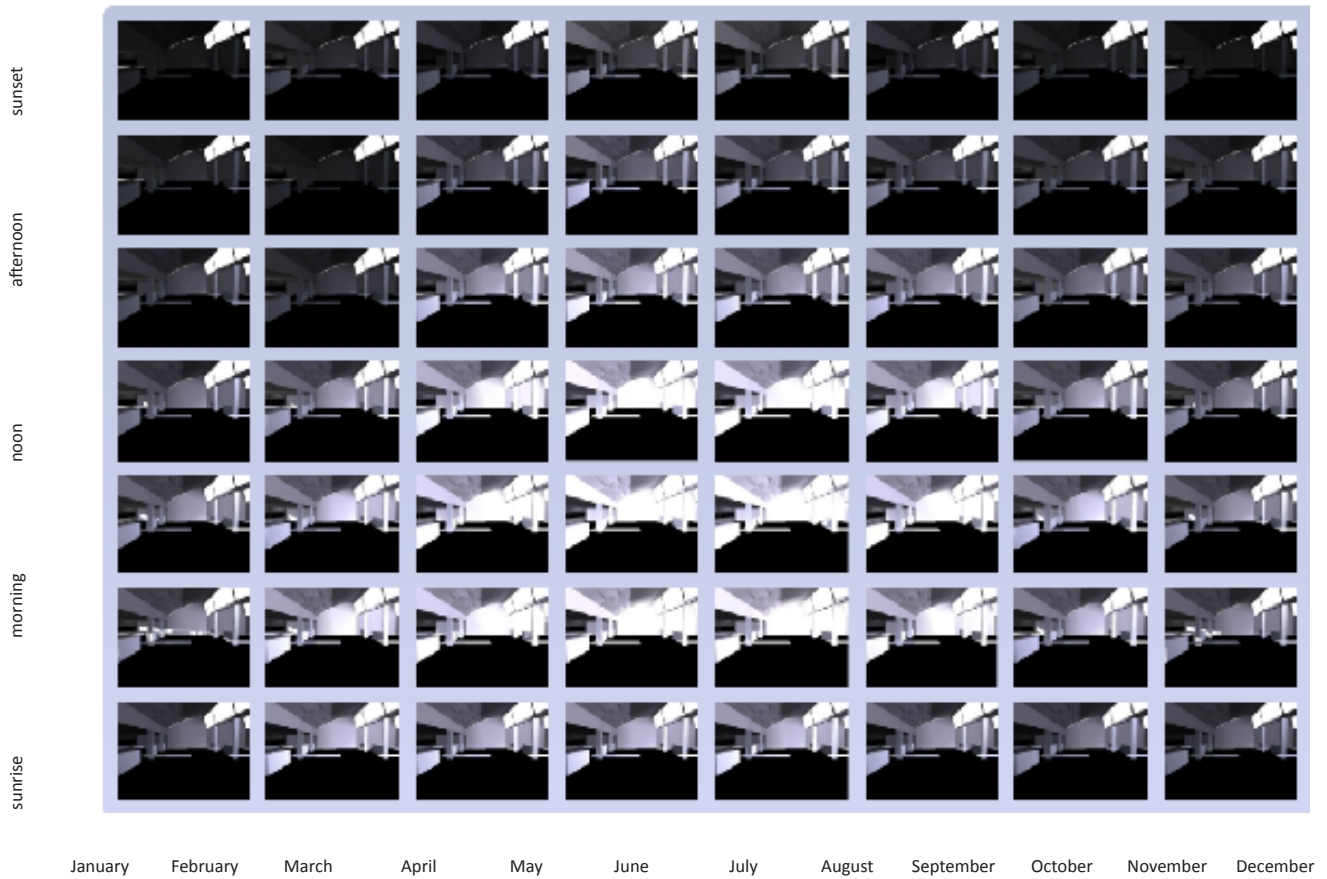 sunset
afternoon
noon
morning
sunrise
January February March April May June July August September October November December